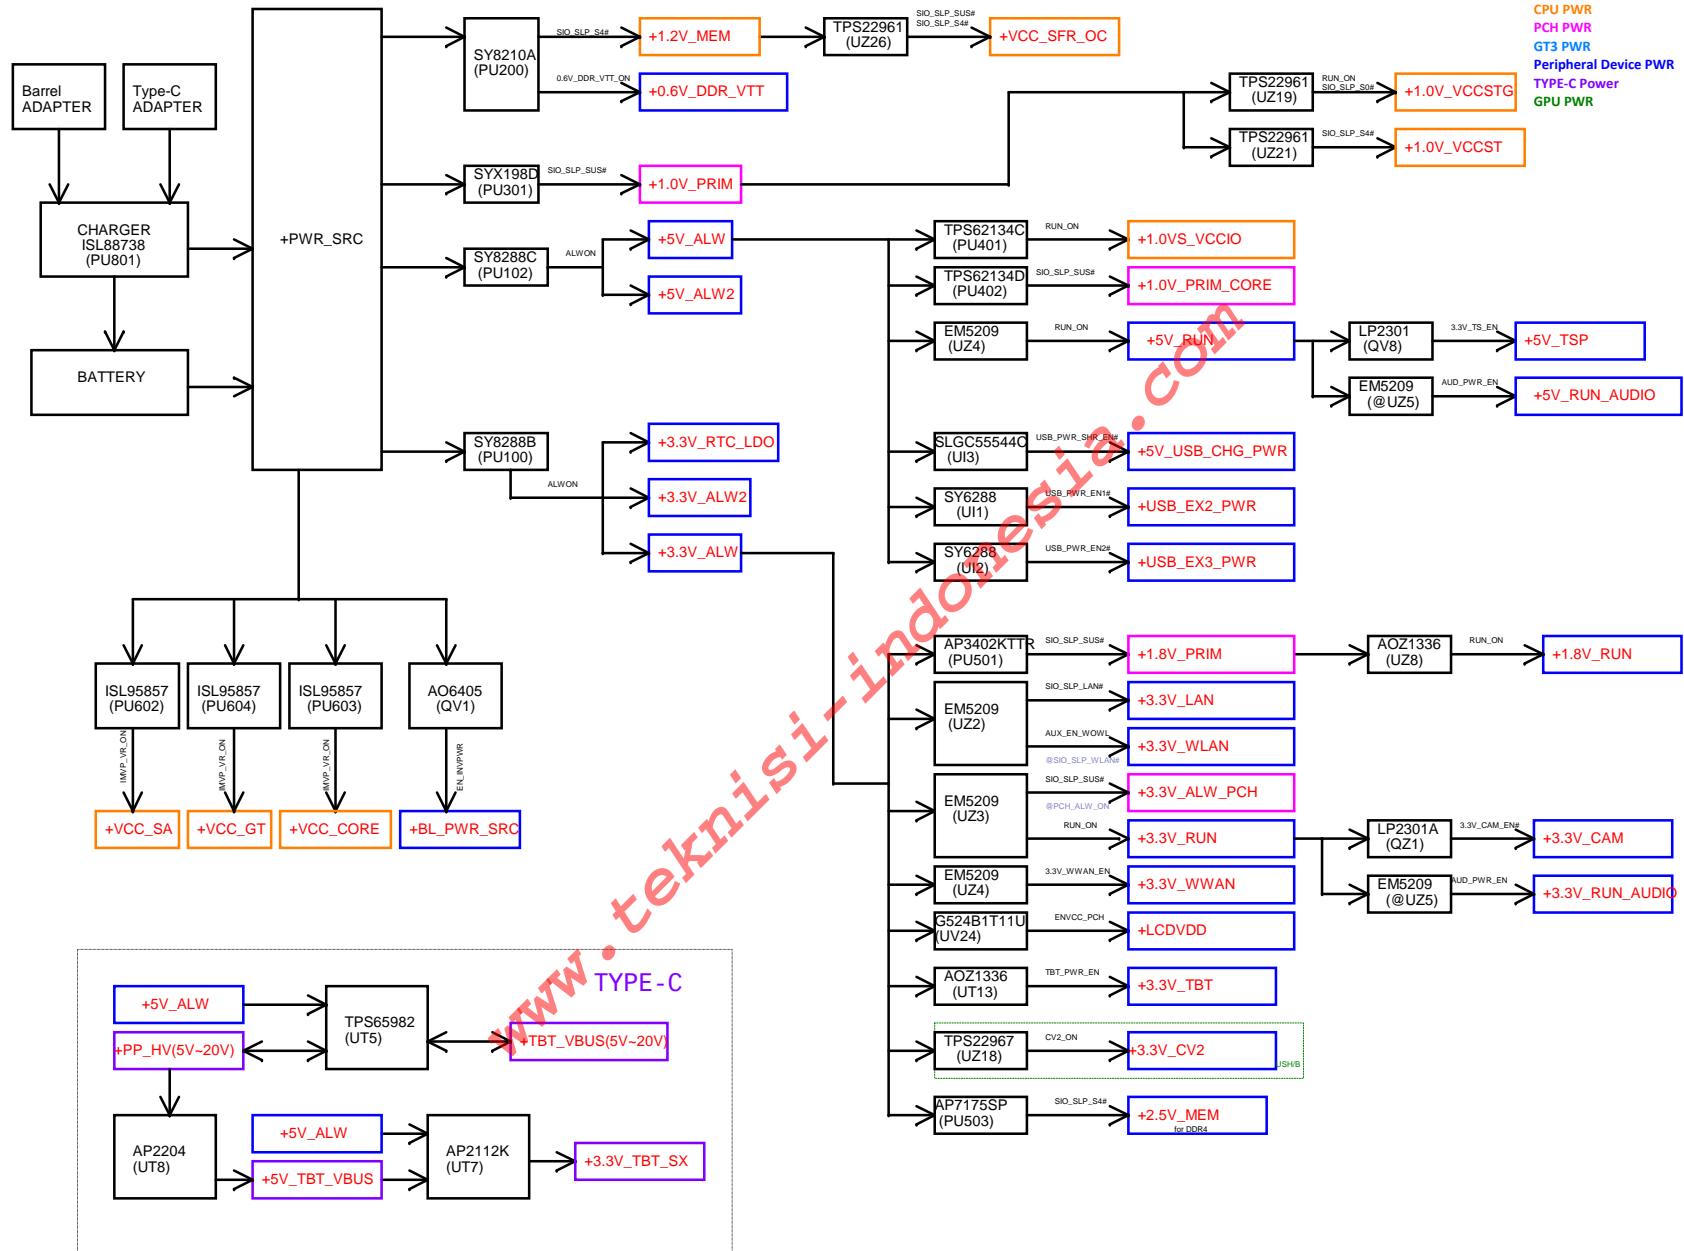 CPU PWR
PCH PWR
GT3 PWR
Peripheral Device PWR
TYPE-C Power
GPU PWR
Barrel
ADAPTER
Type-C
ADAPTER
CHARGER
ISL88738
(PU801)
BATTERY
+PWR_SRC
SY8210A
(PU200)
SIO_SLP_S4#
+1.2V_MEM
TPS22961
(UZ26)
SIO_SLP_SUS#
SIO_SLP_S4#
+VCC_SFR_OC
0.6V_DDR_VTT_ON
+0.6V_DDR_VTT
TPS22961
(UZ19)
RUN_ON
SIO_SLP_S0#
+1.0V_VCCSTG
TPS22961
(UZ21)
SIO_SLP_S4#
+1.0V_VCCST
SYX198D
(PU301)
SIO_SLP_SUS#
+1.0V_PRIM
SY8288C
(PU102)
ALWON
+5V_ALW
+5V_ALW2
TPS62134C
(PU401)
RUN_ON
+1.0VS_VCCIO
TPS62134D
(PU402)
SIO_SLP_SUS#
+1.0V_PRIM_CORE
EM5209
(UZ4)
RUN_ON
+5V_RUN
LP2301
(QV8)
3.3V_TS_EN
+5V_TSP
EM5209
(@UZ5)
AUD_PWR_EN
+5V_RUN_AUDIO
SY8288B
(PU100)
ALWON
+3.3V_RTC_LDO
+3.3V_ALW2
+3.3V_ALW
SLGC55544C
(UI3)
USB_PWR_SHR_EN#
+5V_USB_CHG_PWR
SY6288
(UI1)
USB_PWR_EN1#
+USB_EX2_PWR
SY6288
(UI2)
USB_PWR_EN2#
+USB_EX3_PWR
AP3402KTTR
(PU501)
SIO_SLP_SUS#
+1.8V_PRIM
AOZ1336
(UZ8)
RUN_ON
+1.8V_RUN
EM5209
(UZ2)
SIO_SLP_LAN#
+3.3V_LAN
AUX_EN_WOWL
@SIO_SLP_WLAN#
+3.3V_WLAN
EM5209
(UZ3)
SIO_SLP_SUS#
@PCH_ALW_ON
+3.3V_ALW_PCH
RUN_ON
+3.3V_RUN
LP2301A
(QZ1)
3.3V_CAM_EN#
+3.3V_CAM
EM5209
(@UZ5)
AUD_PWR_EN
+3.3V_RUN_AUDIO
EM5209
(UZ4)
3.3V_WWAN_EN
+3.3V_WWAN
G524B1T11U
(UV24)
ENVCC_PCH
+LCDVDD
AOZ1336
(UT13)
TBT_PWR_EN
+3.3V_TBT
TPS22967
(UZ18)
CV2_ON
+3.3V_CV2
USH/B
AP7175SP
(PU503)
SIO_SLP_S4#
+2.5V_MEM
for DDR4
ISL95857
(PU602)
ISL95857
(PU604)
ISL95857
(PU603)
AO6405
(QV1)
IMVP_VR_ON
IMVP_VR_ON
IMVP_VR_ON
EN_INVPWR
+VCC_SA
+VCC_GT
+VCC_CORE
+BL_PWR_SRC
TYPE-C
+5V_ALW
+PP_HV(5V~20V)
TPS65982
(UT5)
+TBT_VBUS(5V~20V)
AP2204
(UT8)
+5V_ALW
+5V_TBT_VBUS
AP2112K
(UT7)
+3.3V_TBT_SX
www.teknisi-indonesia.com